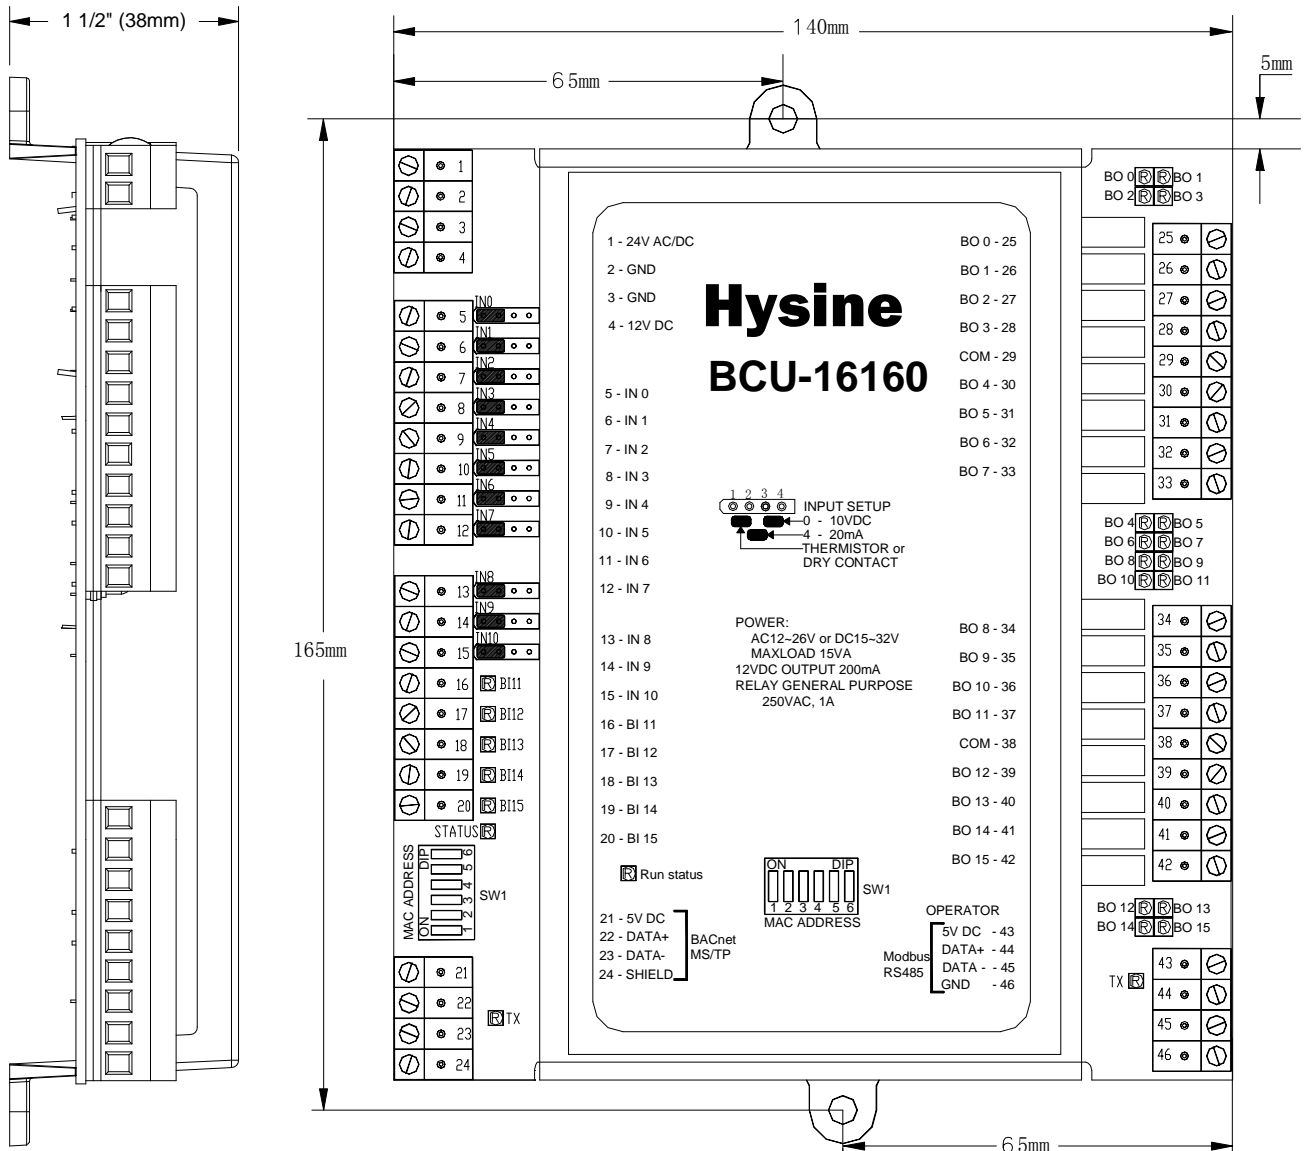 1 1/2" (38mm)
140mm
65mm
5mm
165mm
1
2
3
4
IN0
5
IN1
6
IN2
7
IN3
8
IN4
9
IN5
10
IN6
11
IN7
12
IN8
13
IN9
14
IN10
15
16 R BI11
17 R BI12
18 R BI13
19 R BI14
20 R BI15
STATUS R
MAC ADDRESS
ON DIP
1 2 3 4 5 6
SW1
21
22
R TX
23
24
1 - 24V AC/DC
2 - GND
3 - GND
4 - 12V DC
5 - IN 0
6 - IN 1
7 - IN 2
8 - IN 3
9 - IN 4
10 - IN 5
11 - IN 6
12 - IN 7
13 - IN 8
14 - IN 9
15 - IN 10
16 - BI 11
17 - BI 12
18 - BI 13
19 - BI 14
20 - BI 15
R Run status
21 - 5V DC
22 - DATA+
23 - DATA-
24 - SHIELD
BACnet
MS/TP
Hysine
BCU-16160
1 2 3 4
INPUT SETUP
0 - 10VDC
4 - 20mA
THERMISTOR or
DRY CONTACT
POWER:
AC12~26V or DC15~32V
MAXLOAD 15VA
12VDC OUTPUT 200mA
RELAY GENERAL PURPOSE
250VAC, 1A
ON DIP
1 2 3 4 5 6
SW1
MAC ADDRESS
BO 0 - 25
BO 1 - 26
BO 2 - 27
BO 3 - 28
COM - 29
BO 4 - 30
BO 5 - 31
BO 6 - 32
BO 7 - 33
BO 8 - 34
BO 9 - 35
BO 10 - 36
BO 11 - 37
COM - 38
BO 12 - 39
BO 13 - 40
BO 14 - 41
BO 15 - 42
OPERATOR
Modbus
RS485
5V DC - 43
DATA+ - 44
DATA - - 45
GND - 46
BO 0 R R BO 1
BO 2 R R BO 3
25
26
27
28
29
30
31
32
33
BO 4 R R BO 5
BO 6 R R BO 7
BO 8 R R BO 9
BO 10 R R BO 11
34
35
36
37
38
39
40
41
42
BO 12 R R BO 13
BO 14 R R BO 15
43
TX R
44
45
46
65mm